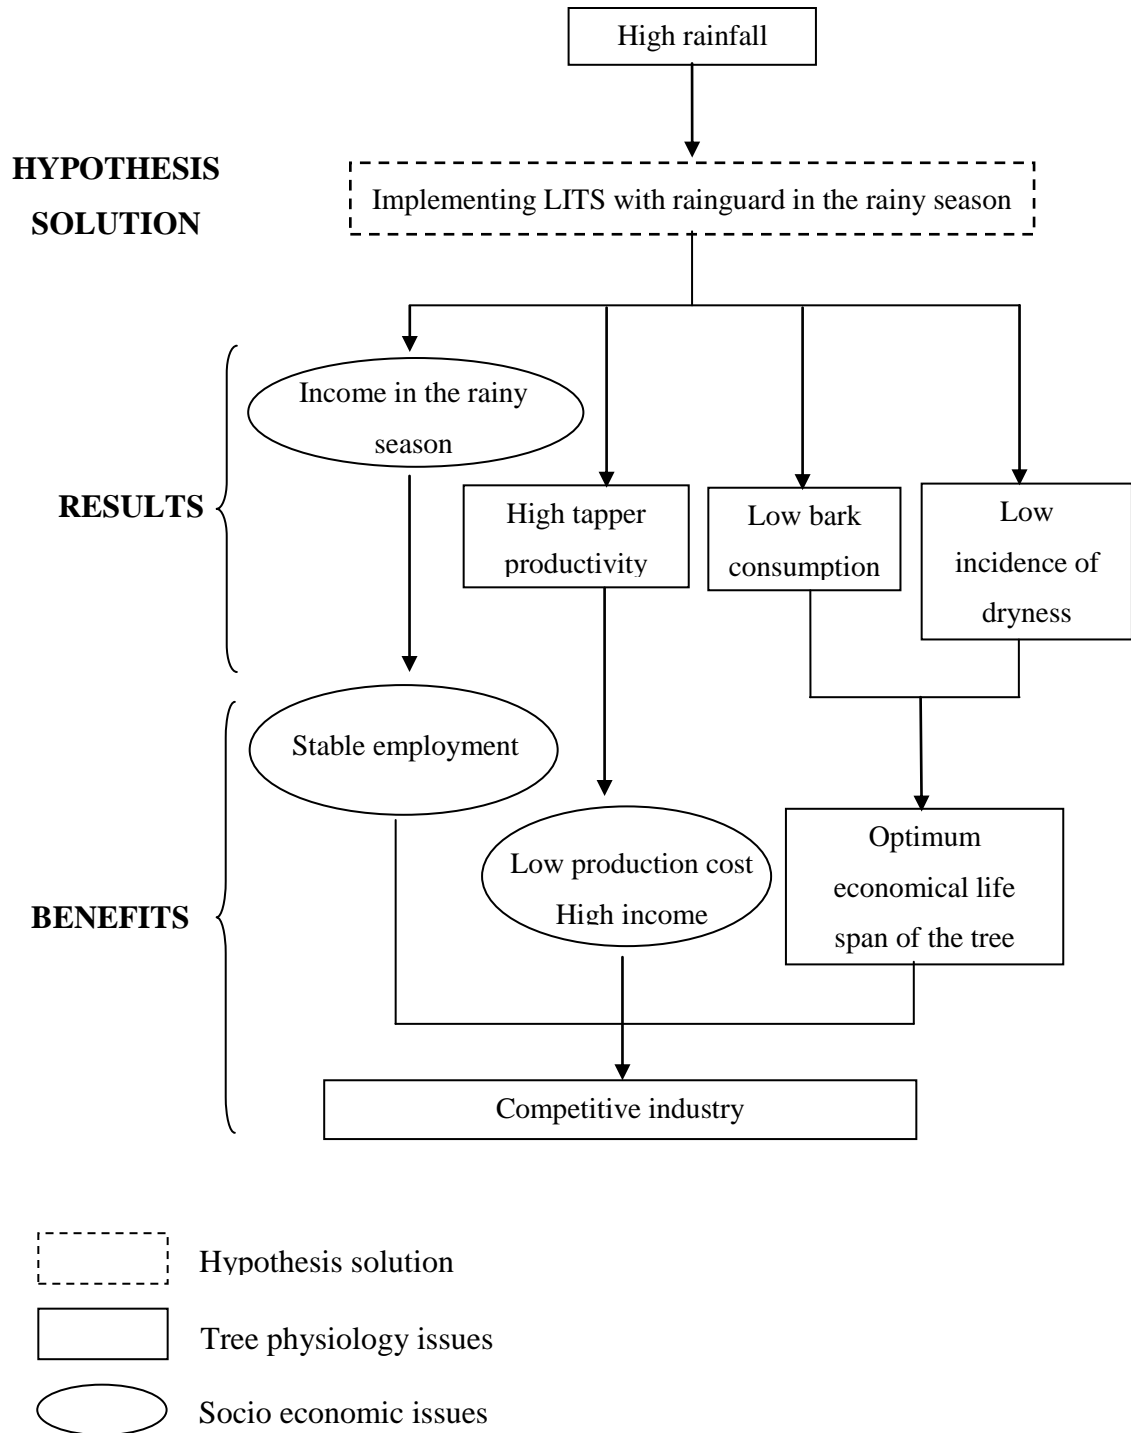 High rainfall
HYPOTHESIS
SOLUTION
Implementing LITS with rainguard in the rainy season
RESULTS
Income in the rainy
season
High tapper
productivity
Low bark
consumption
Low
incidence of
dryness
BENEFITS
Stable employment
Low production cost
High income
Optimum
economical life
span of the tree
Competitive industry
Hypothesis solution
Tree physiology issues
Socio economic issues